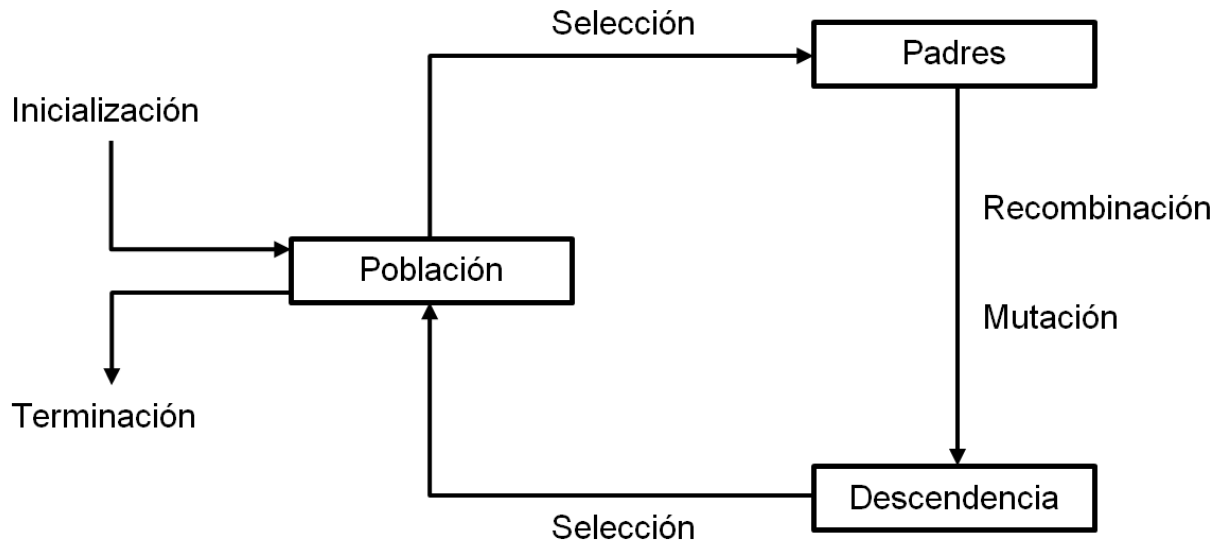 Selección
Padres
Inicialización
Recombinación
Población
Mutación
Terminación
Descendencia
Selección